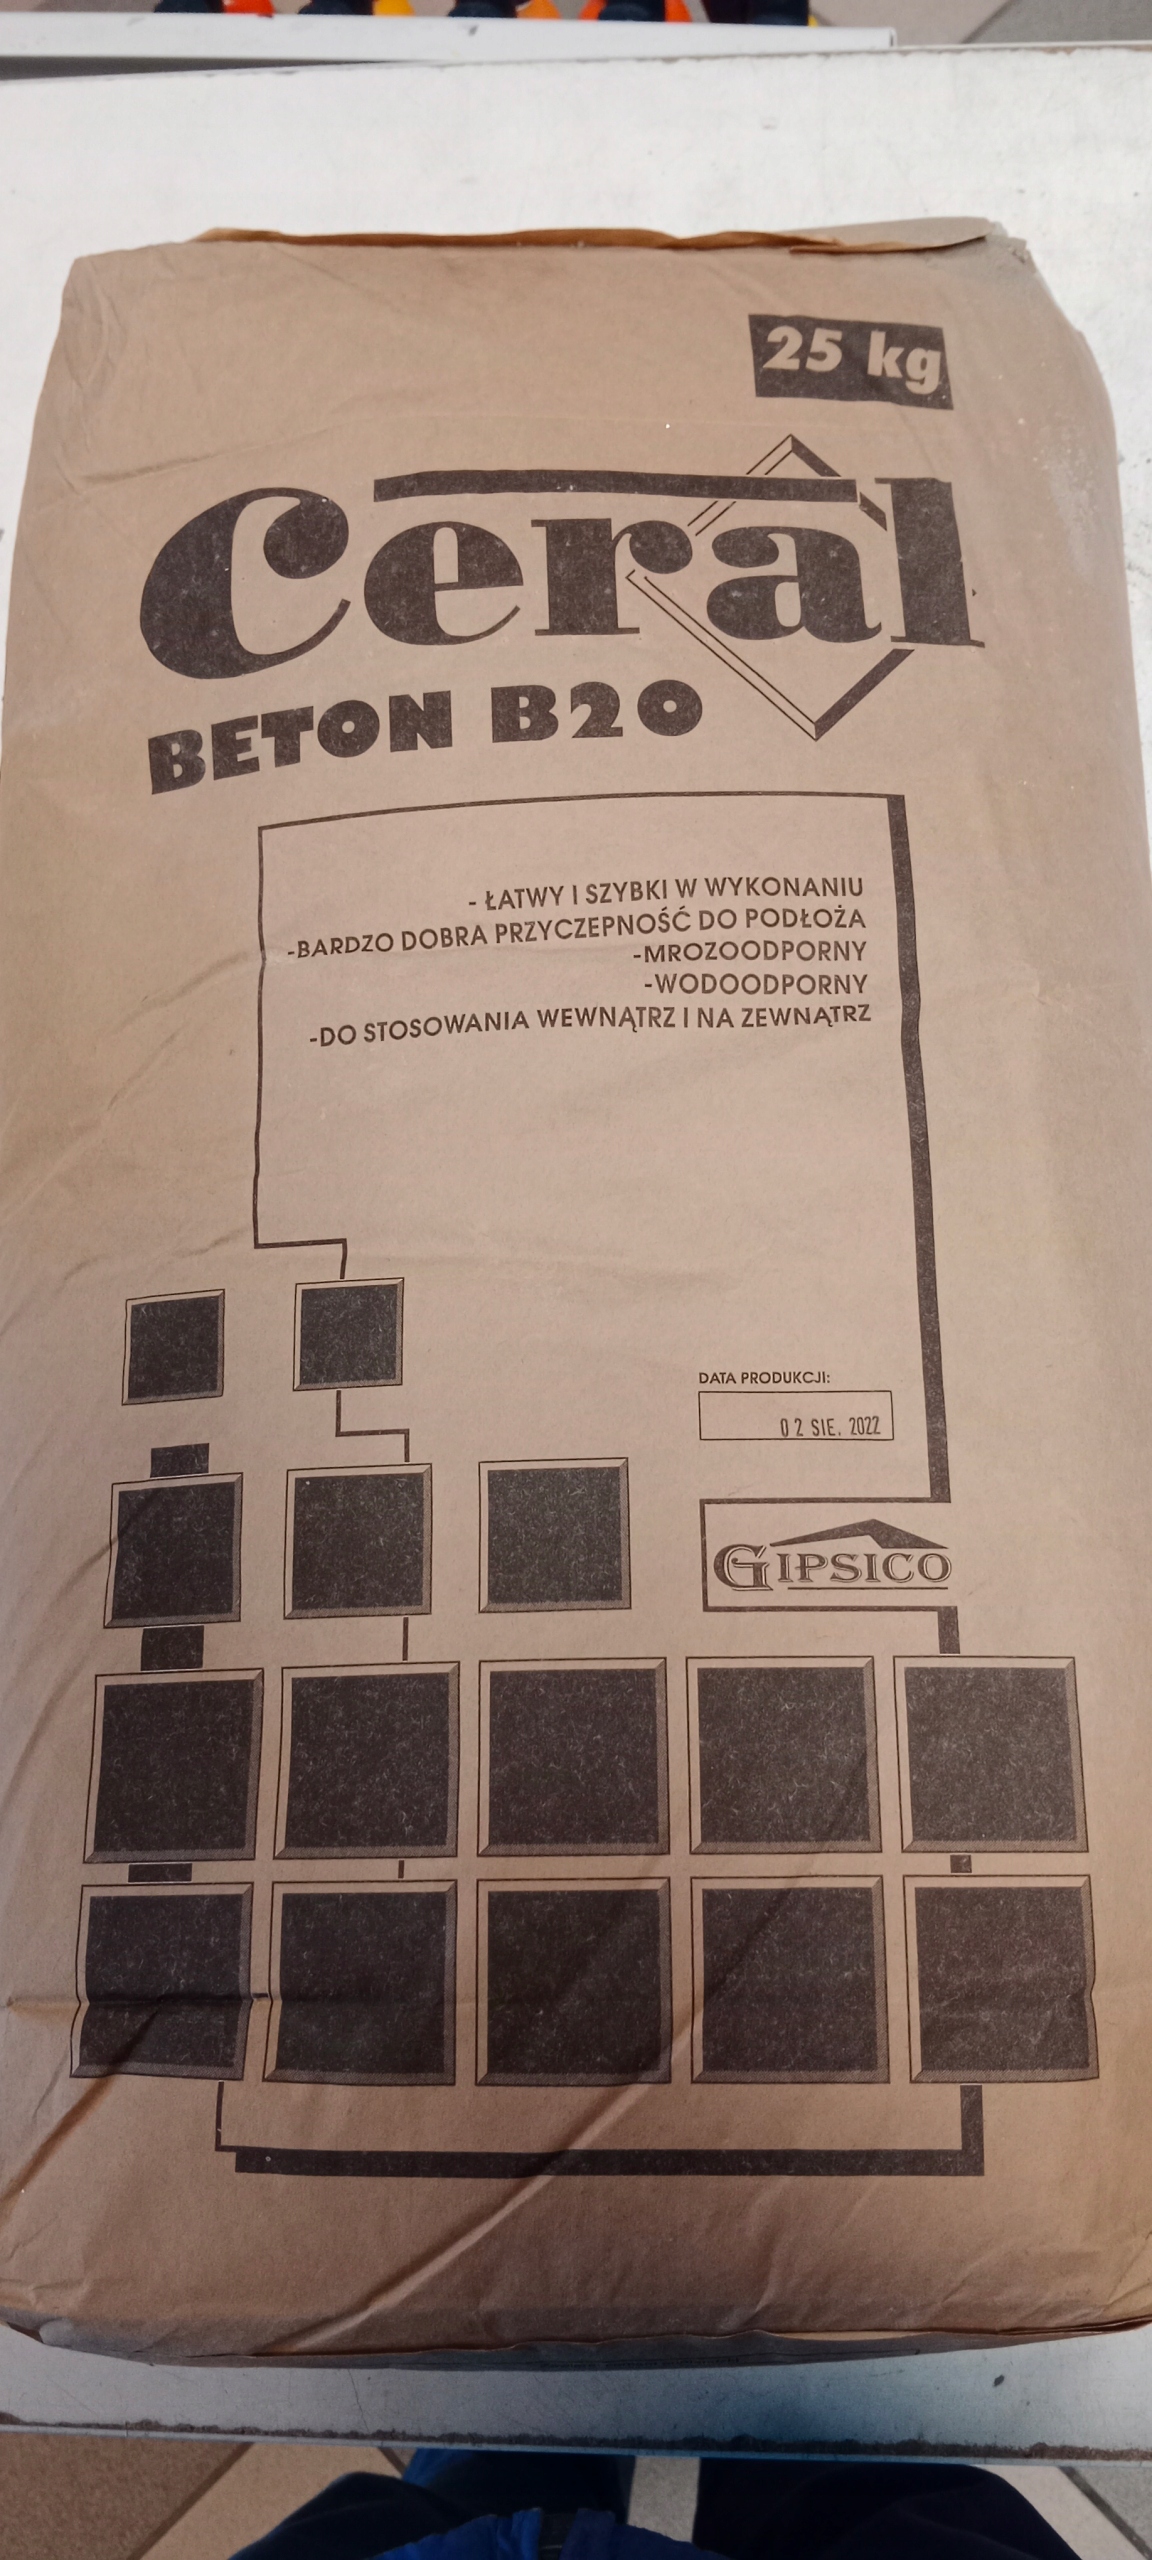 25 kg
Ceral
BETON B20
- ŁATWY I SZYBKI W WYKONANIU
-BARDZO DOBRA PRZYCZEPNOŚĆ DO PODŁOŻA
-MROZOODPORNY
-WODOODPORNY
-DO STOSOWANIA WEWNĄTRZ I NA ZEWNĄTRZ
DATA PRODUKCJI:
02 SIE. 2022
GIPSICO